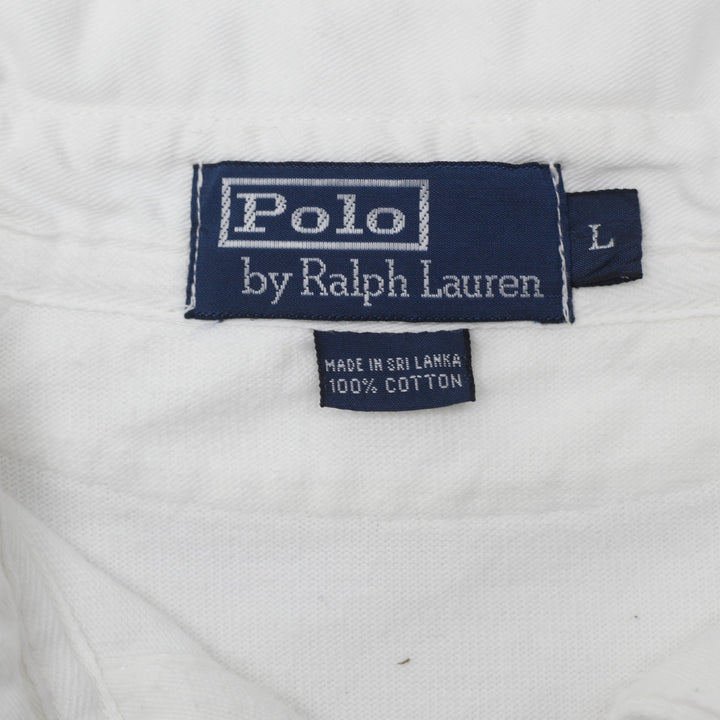 Polo
by Ralph Lauren
L
MADE IN SRI LANKA
100% COTTON